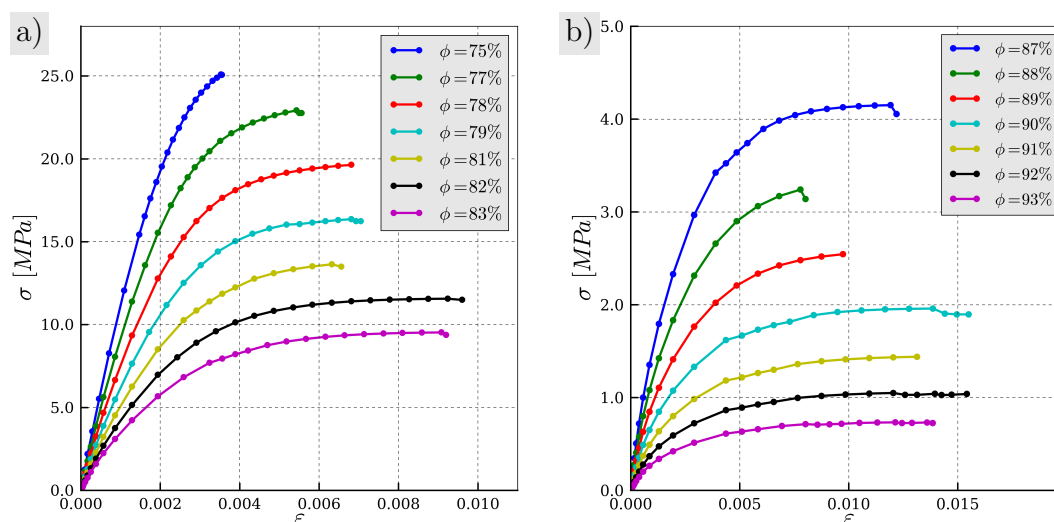 a)
σ [MPa]
25.0
20.0
15.0
10.0
5.0
0.0
0.000
0.002
0.004
0.006
0.008
0.010
ε
ϕ=75%
ϕ=77%
ϕ=78%
ϕ=79%
ϕ=81%
ϕ=82%
ϕ=83%
b)
σ [MPa]
5.0
4.0
3.0
2.0
1.0
0.0
0.000
0.005
0.010
0.015
ε
ϕ=87%
ϕ=88%
ϕ=89%
ϕ=90%
ϕ=91%
ϕ=92%
ϕ=93%